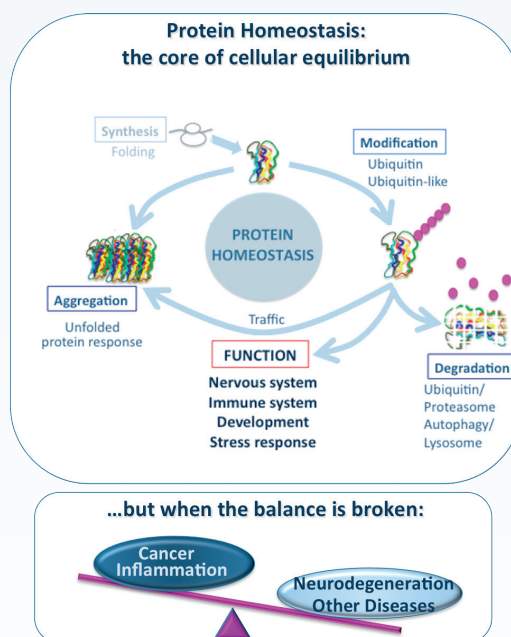 Protein Homeostasis:
the core of cellular equilibrium
Synthesis
Folding
Modification
Ubiquitin
Ubiquitin-like
PROTEIN
HOMEOSTASIS
Aggregation
Unfolded
protein response
Traffic
FUNCTION
Nervous system
Immune system
Development
Stress response
Degradation
Ubiquitin/
Proteasome
Autophagy/
Lysosome
...but when the balance is broken:
Cancer
Inflammation
Neurodegeneration
Other Diseases